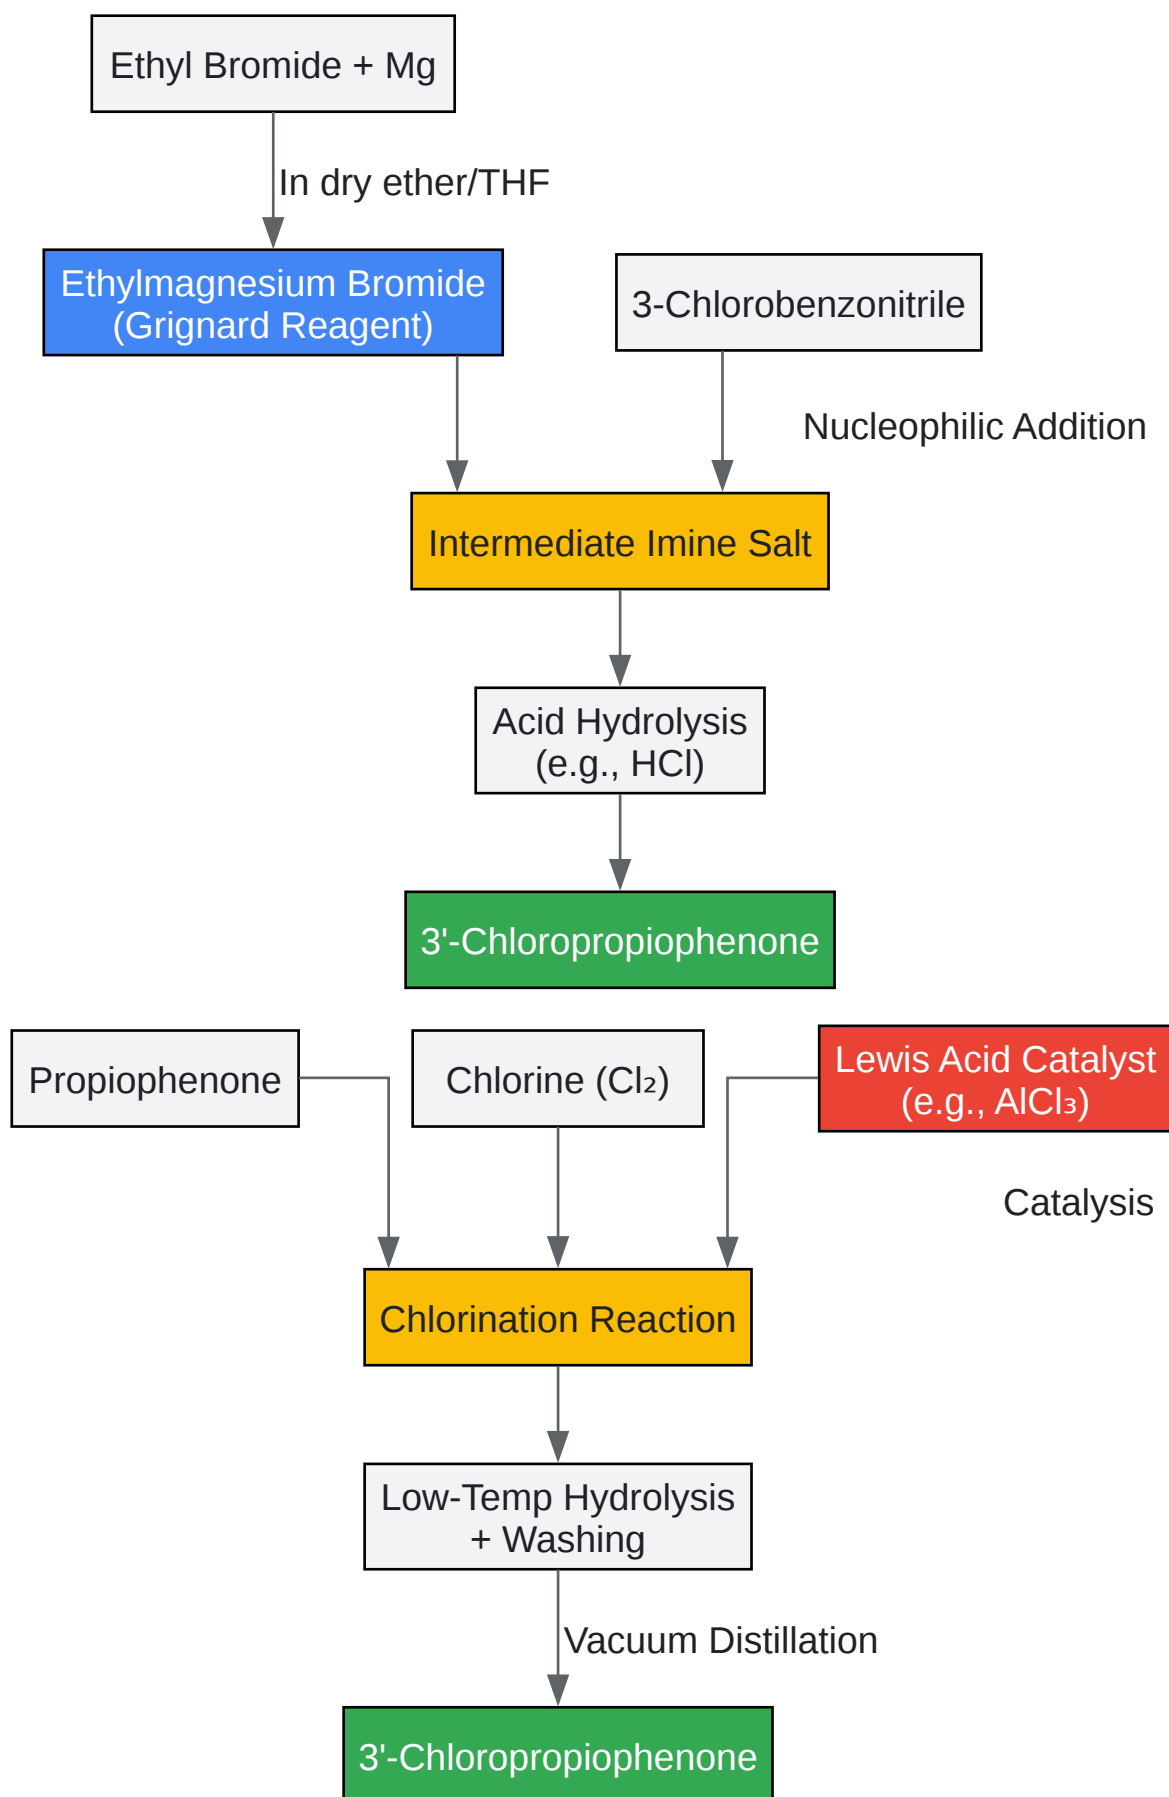 Ethyl Bromide + Mg
In dry ether/THF
Ethylmagnesium Bromide
(Grignard Reagent)
3-Chlorobenzonitrile
Nucleophilic Addition
Intermediate Imine Salt
Acid Hydrolysis
(e.g., HCl)
3'-Chloropropiophenone
Propiophenone
Chlorine (Cl₂)
Lewis Acid Catalyst
(e.g., AlCl₃)
Catalysis
Chlorination Reaction
Low-Temp Hydrolysis
+ Washing
Vacuum Distillation
3'-Chloropropiophenone